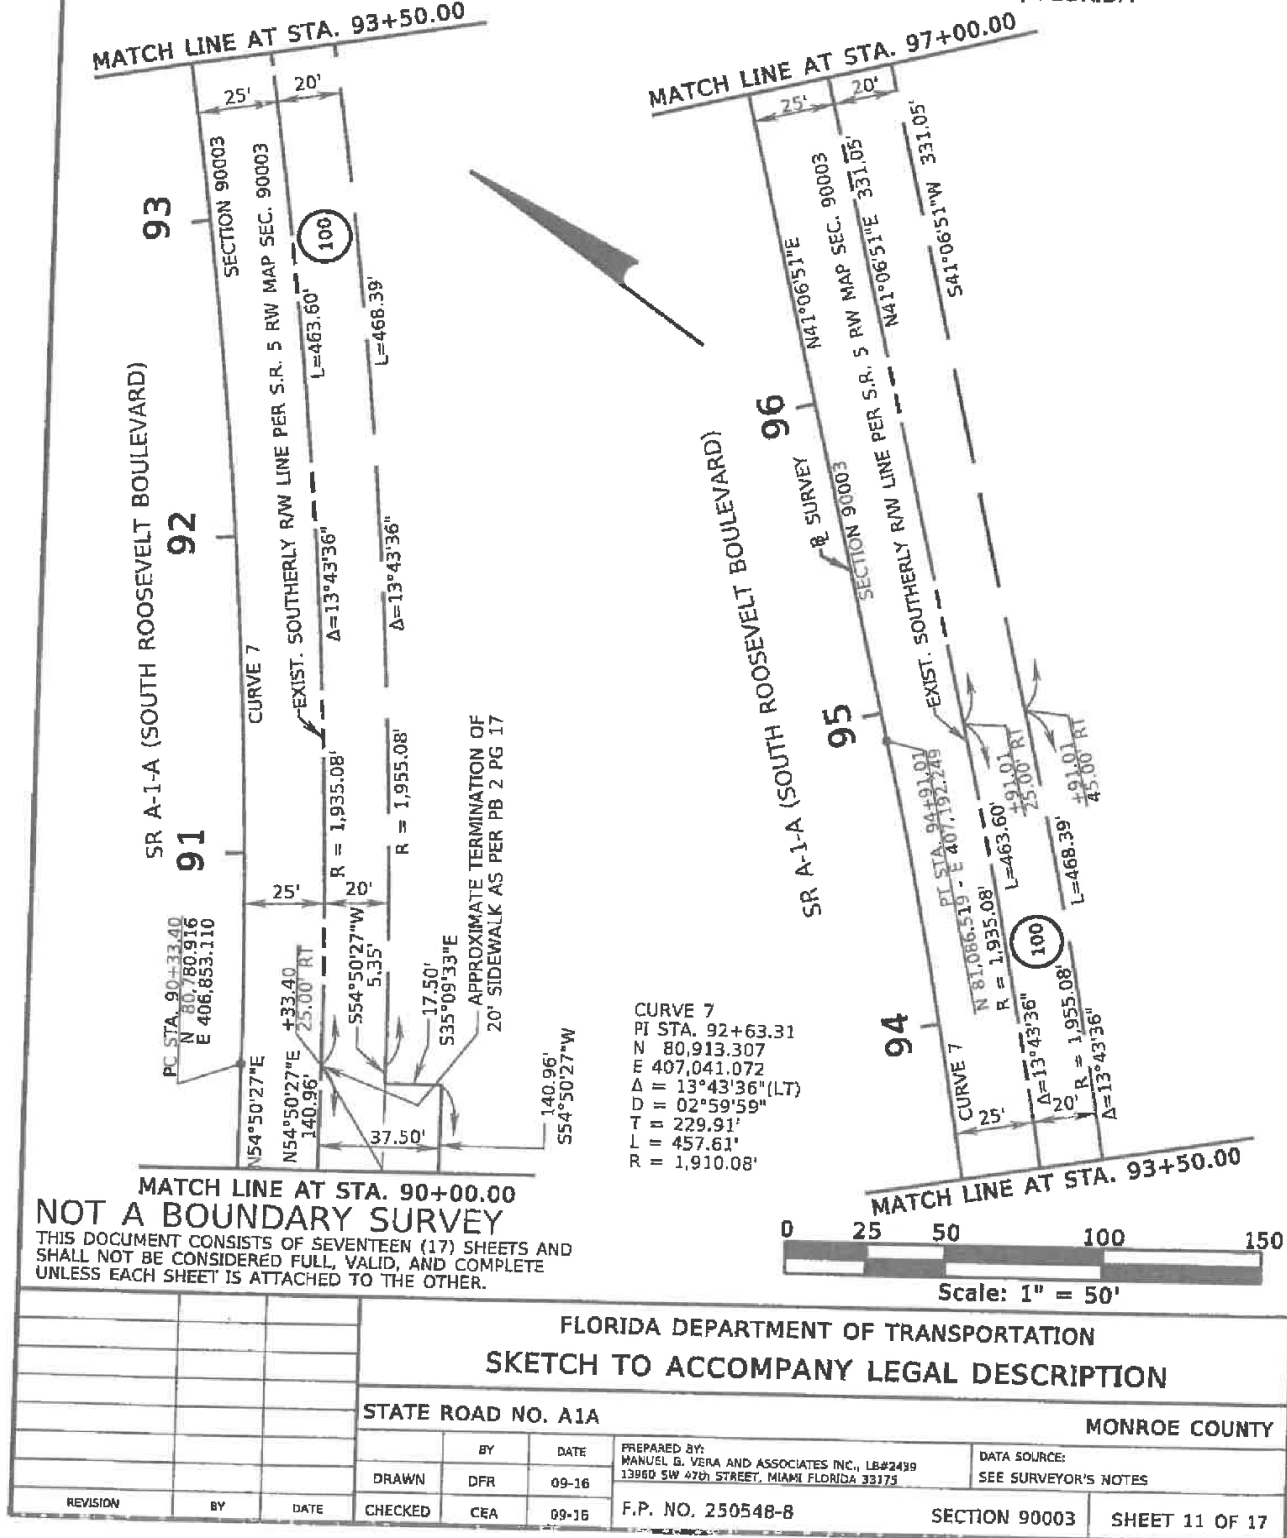 MATCH LINE AT STA. 93+50.00
25'
20'
93
SECTION 90003
EXIST. SOUTHERLY R/W LINE PER S.R. 5 RW MAP SEC. 90003
100
L=463.60'
L=468.39'
SR A-1-A (SOUTH ROOSEVELT BOULEVARD)
92
Δ=13°43'36"
Δ=13°43'36"
CURVE 7
R = 1,935.08'
R = 1,955.08'
91
25'
20'
PC STA. 90+33.40
N 80,780.916
E 406,853.110
+33.40
25.00' RT
S54°50'27"W
5.35'
17.50'
S35°09'33"E
APPROXIMATE TERMINATION OF
20' SIDEWALK AS PER PB 2 PG 17
N54°50'27"E
N54°50'27"E
140.96'
37.50'
140.96'
S54°50'27"W
MATCH LINE AT STA. 90+00.00
MATCH LINE AT STA. 97+00.00
25'
20'
N41°06'51"E
EXIST. SOUTHERLY R/W LINE PER S.R. 5 RW MAP SEC. 90003
N41°06'51"E 331.05'
S41°06'51"W 331.05'
96
SR A-1-A (SOUTH ROOSEVELT BOULEVARD)
SURVEY
SECTION 90003
95
PT STA. 94+91.01
N 81,086.519 - E 407,192.249
+91.01
25.00' RT
+91.01
45.00' RT
R = 1,935.08'
L=463.60'
L=468.39'
100
94
CURVE 7
Δ=13°43'36"
R = 1,955.08'
Δ=13°43'36"
25'
20'
MATCH LINE AT STA. 93+50.00
CURVE 7
PI STA. 92+63.31
N 80,913.307
E 407,041.072
Δ = 13°43'36"(LT)
D = 02°59'59"
T = 229.91'
L = 457.61'
R = 1,910.08'
NOT A BOUNDARY SURVEY
THIS DOCUMENT CONSISTS OF SEVENTEEN (17) SHEETS AND
SHALL NOT BE CONSIDERED FULL, VALID, AND COMPLETE
UNLESS EACH SHEET IS ATTACHED TO THE OTHER.
0 25 50 100 150
Scale: 1" = 50'
FLORIDA DEPARTMENT OF TRANSPORTATION
SKETCH TO ACCOMPANY LEGAL DESCRIPTION
STATE ROAD NO. A1A
MONROE COUNTY
BY DATE
PREPARED BY:
MANUEL G. VERA AND ASSOCIATES INC., LB#2439
13960 SW 47th STREET, MIAMI FLORIDA 33175
DATA SOURCE:
SEE SURVEYOR'S NOTES
DRAWN DFR 09-16
REVISION BY DATE
CHECKED CEA 09-16
F.P. NO. 250548-8
SECTION 90003
SHEET 11 OF 17